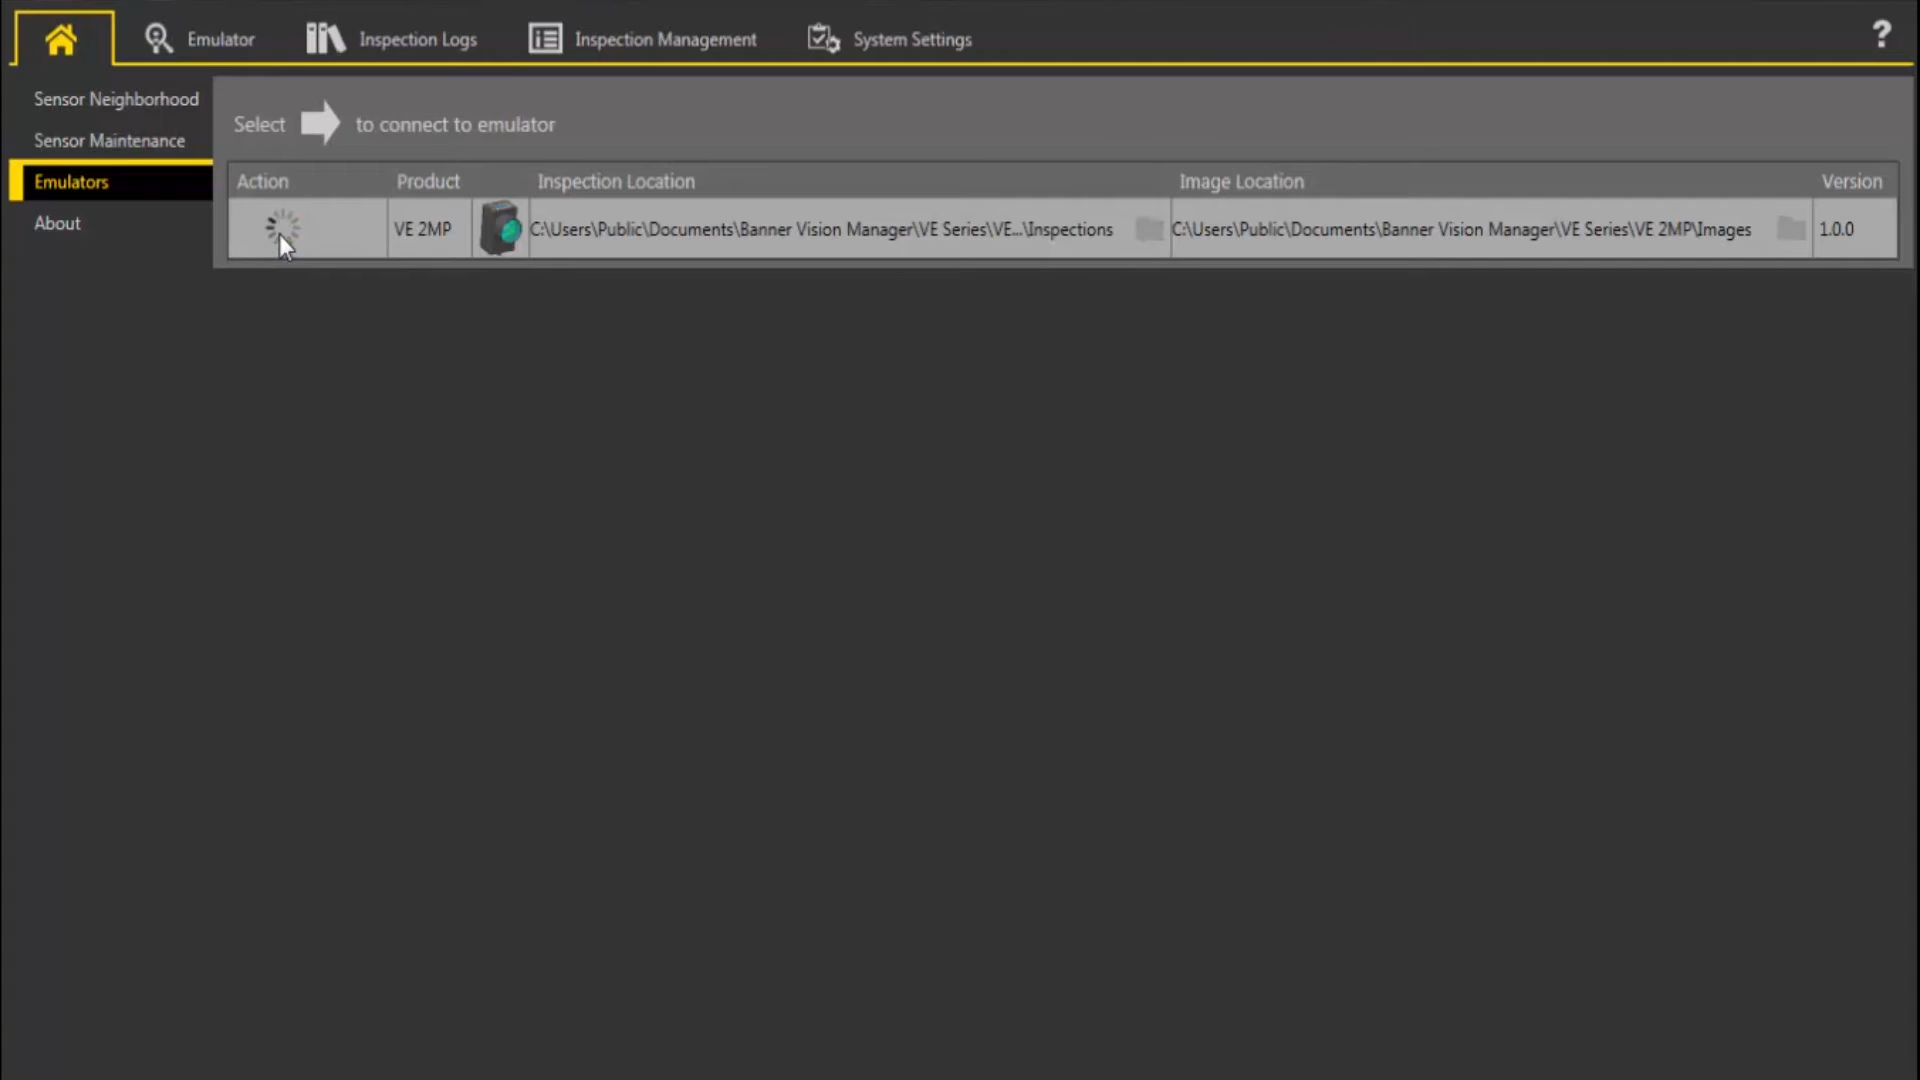 Emulator Inspection Logs Inspection Management System Settings ?
Sensor Neighborhood
Sensor Maintenance
Emulators
About
Select to connect to emulator
Action Product Inspection Location Image Location Version
VE 2MP C:\Users\Public\Documents\Banner Vision Manager\VE Series\VE...\Inspections C:\Users\Public\Documents\Banner Vision Manager\VE Series\VE 2MP\Images 1.0.0